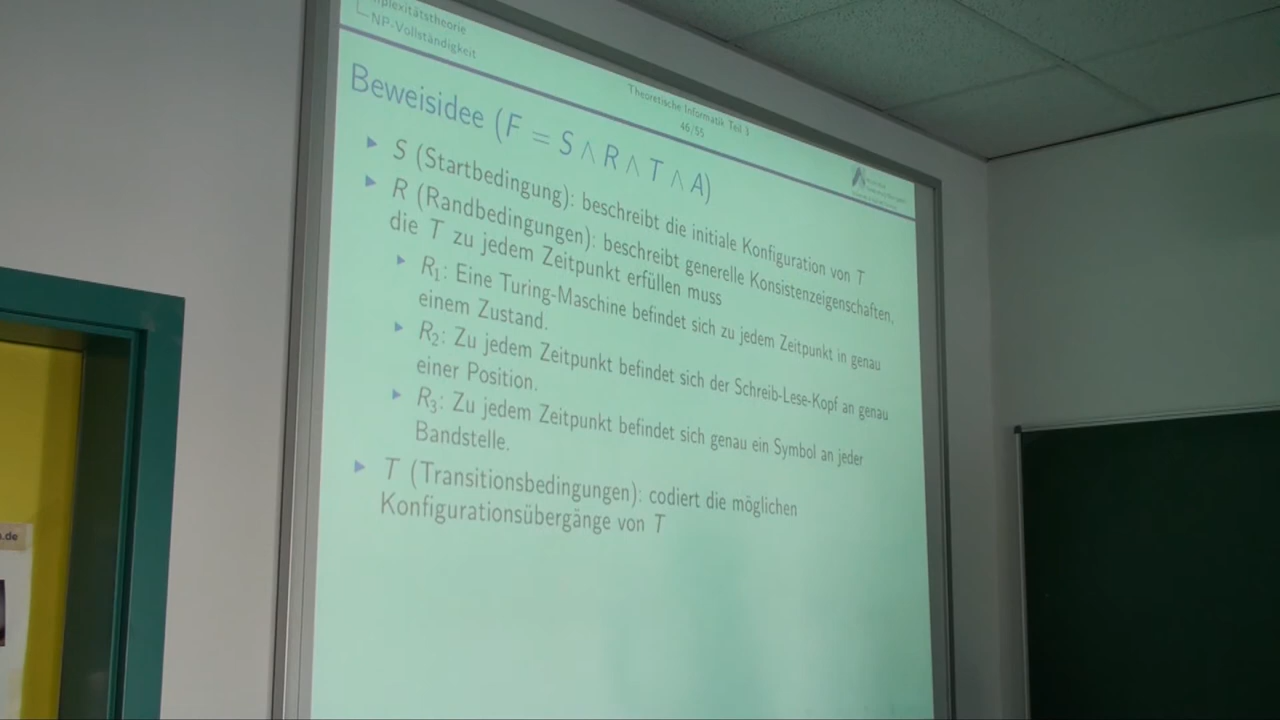 NP-Vollständigkeit
Theoretische Informatik Teil 3
46/55
Beweisidee (F = S ∧ R ∧ T ∧ A)
S (Startbedingung): beschreibt die initiale Konfiguration von T
R (Randbedingungen): beschreibt generelle Konsistenzeigenschaften,
die T zu jedem Zeitpunkt erfüllen muss
R₁: Eine Turing-Maschine befindet sich zu jedem Zeitpunkt in genau
einem Zustand.
R₂: Zu jedem Zeitpunkt befindet sich der Schreib-Lese-Kopf an genau
einer Position.
R₃: Zu jedem Zeitpunkt befindet sich genau ein Symbol an jeder
Bandstelle.
T (Transitionsbedingungen): codiert die möglichen
Konfigurationsübergänge von T